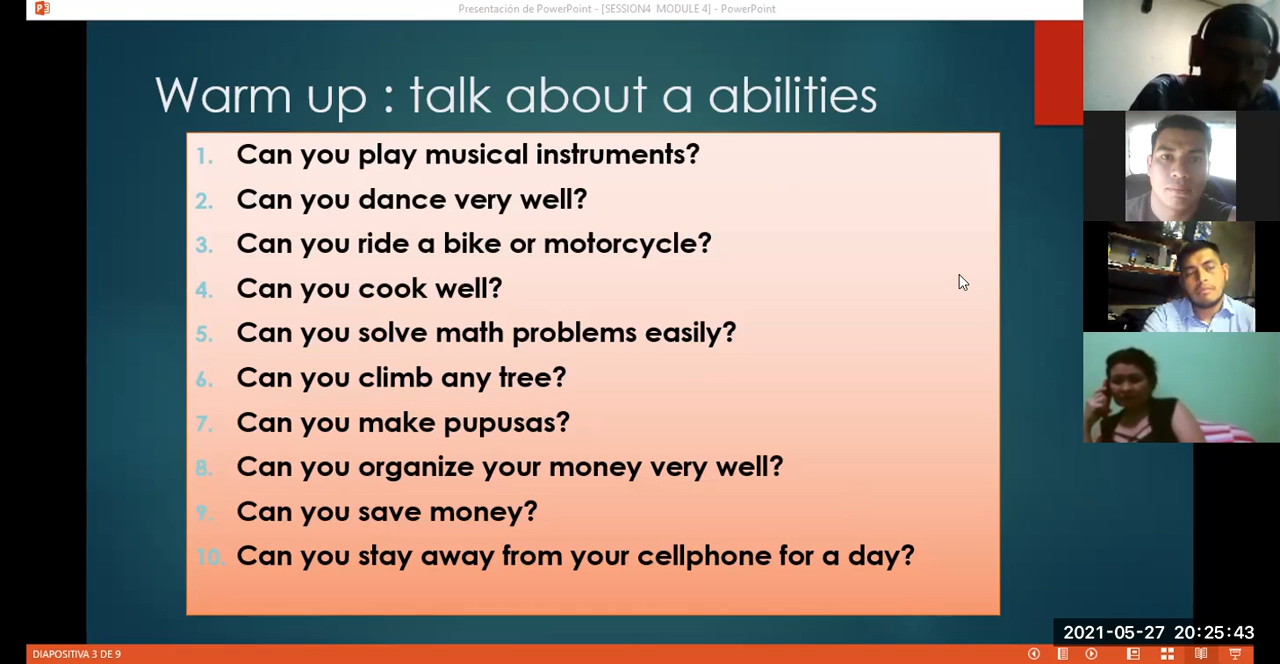 Presentación de PowerPoint - [SESSION4 MODULE 4] - PowerPoint
Warm up : talk about a abilities
1. Can you play musical instruments?
2. Can you dance very well?
3. Can you ride a bike or motorcycle?
4. Can you cook well?
5. Can you solve math problems easily?
6. Can you climb any tree?
7. Can you make pupusas?
8. Can you organize your money very well?
9. Can you save money?
10. Can you stay away from your cellphone for a day?
2021-05-27 20:25:43
DIAPOSITIVA 3 DE 9